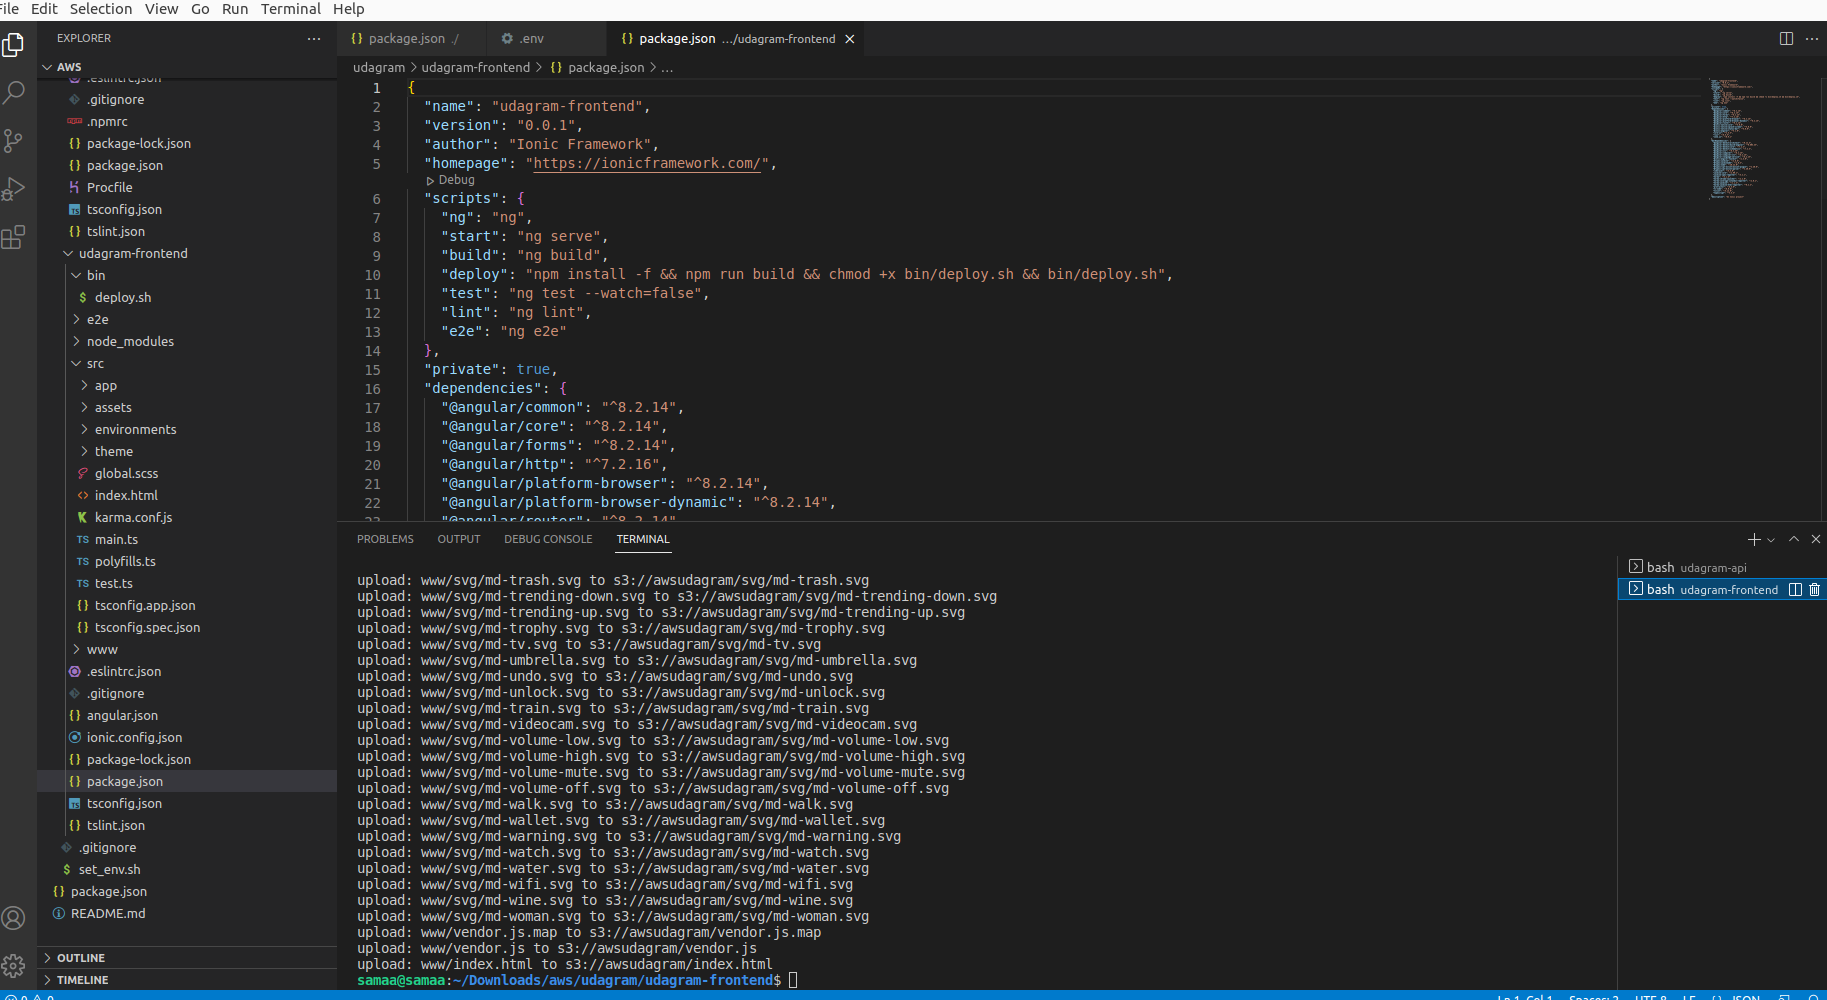 File Edit Selection View Go Run Terminal Help
EXPLORER
AWS
.eslintrc.json
.gitignore
.npmrc
package-lock.json
package.json
Procfile
tsconfig.json
tslint.json
udagram-frontend
bin
deploy.sh
e2e
node_modules
src
app
assets
environments
theme
global.scss
index.html
karma.conf.js
main.ts
polyfills.ts
test.ts
tsconfig.app.json
tsconfig.spec.json
www
.eslintrc.json
.gitignore
angular.json
ionic.config.json
package-lock.json
package.json
tsconfig.json
tslint.json
.gitignore
set_env.sh
package.json
README.md
OUTLINE
TIMELINE
package.json ./ .env package.json .../udagram-frontend
udagram > udagram-frontend > {} package.json > ...
1 {
2 "name": "udagram-frontend",
3 "version": "0.0.1",
4 "author": "Ionic Framework",
5 "homepage": "https://ionicframework.com/",
Debug
6 "scripts": {
7 "ng": "ng",
8 "start": "ng serve",
9 "build": "ng build",
10 "deploy": "npm install -f && npm run build && chmod +x bin/deploy.sh && bin/deploy.sh",
11 "test": "ng test --watch=false",
12 "lint": "ng lint",
13 "e2e": "ng e2e"
14 },
15 "private": true,
16 "dependencies": {
17 "@angular/common": "^8.2.14",
18 "@angular/core": "^8.2.14",
19 "@angular/forms": "^8.2.14",
20 "@angular/http": "^7.2.16",
21 "@angular/platform-browser": "^8.2.14",
22 "@angular/platform-browser-dynamic": "^8.2.14",
23 "@angular/router": "^8.2.14",
PROBLEMS OUTPUT DEBUG CONSOLE TERMINAL
upload: www/svg/md-trash.svg to s3://awsudagram/svg/md-trash.svg
upload: www/svg/md-trending-down.svg to s3://awsudagram/svg/md-trending-down.svg
upload: www/svg/md-trending-up.svg to s3://awsudagram/svg/md-trending-up.svg
upload: www/svg/md-trophy.svg to s3://awsudagram/svg/md-trophy.svg
upload: www/svg/md-tv.svg to s3://awsudagram/svg/md-tv.svg
upload: www/svg/md-umbrella.svg to s3://awsudagram/svg/md-umbrella.svg
upload: www/svg/md-undo.svg to s3://awsudagram/svg/md-undo.svg
upload: www/svg/md-unlock.svg to s3://awsudagram/svg/md-unlock.svg
upload: www/svg/md-train.svg to s3://awsudagram/svg/md-train.svg
upload: www/svg/md-videocam.svg to s3://awsudagram/svg/md-videocam.svg
upload: www/svg/md-volume-low.svg to s3://awsudagram/svg/md-volume-low.svg
upload: www/svg/md-volume-high.svg to s3://awsudagram/svg/md-volume-high.svg
upload: www/svg/md-volume-mute.svg to s3://awsudagram/svg/md-volume-mute.svg
upload: www/svg/md-volume-off.svg to s3://awsudagram/svg/md-volume-off.svg
upload: www/svg/md-walk.svg to s3://awsudagram/svg/md-walk.svg
upload: www/svg/md-wallet.svg to s3://awsudagram/svg/md-wallet.svg
upload: www/svg/md-warning.svg to s3://awsudagram/svg/md-warning.svg
upload: www/svg/md-watch.svg to s3://awsudagram/svg/md-watch.svg
upload: www/svg/md-water.svg to s3://awsudagram/svg/md-water.svg
upload: www/svg/md-wifi.svg to s3://awsudagram/svg/md-wifi.svg
upload: www/svg/md-wine.svg to s3://awsudagram/svg/md-wine.svg
upload: www/svg/md-woman.svg to s3://awsudagram/svg/md-woman.svg
upload: www/vendor.js.map to s3://awsudagram/vendor.js.map
upload: www/vendor.js to s3://awsudagram/vendor.js
upload: www/index.html to s3://awsudagram/index.html
samaa@samaa:~/Downloads/aws/udagram/udagram-frontend$
bash udagram-api
bash udagram-frontend
0 0 Ln 1, Col 1 Spaces: 2 UTF-8 LF {} JSON